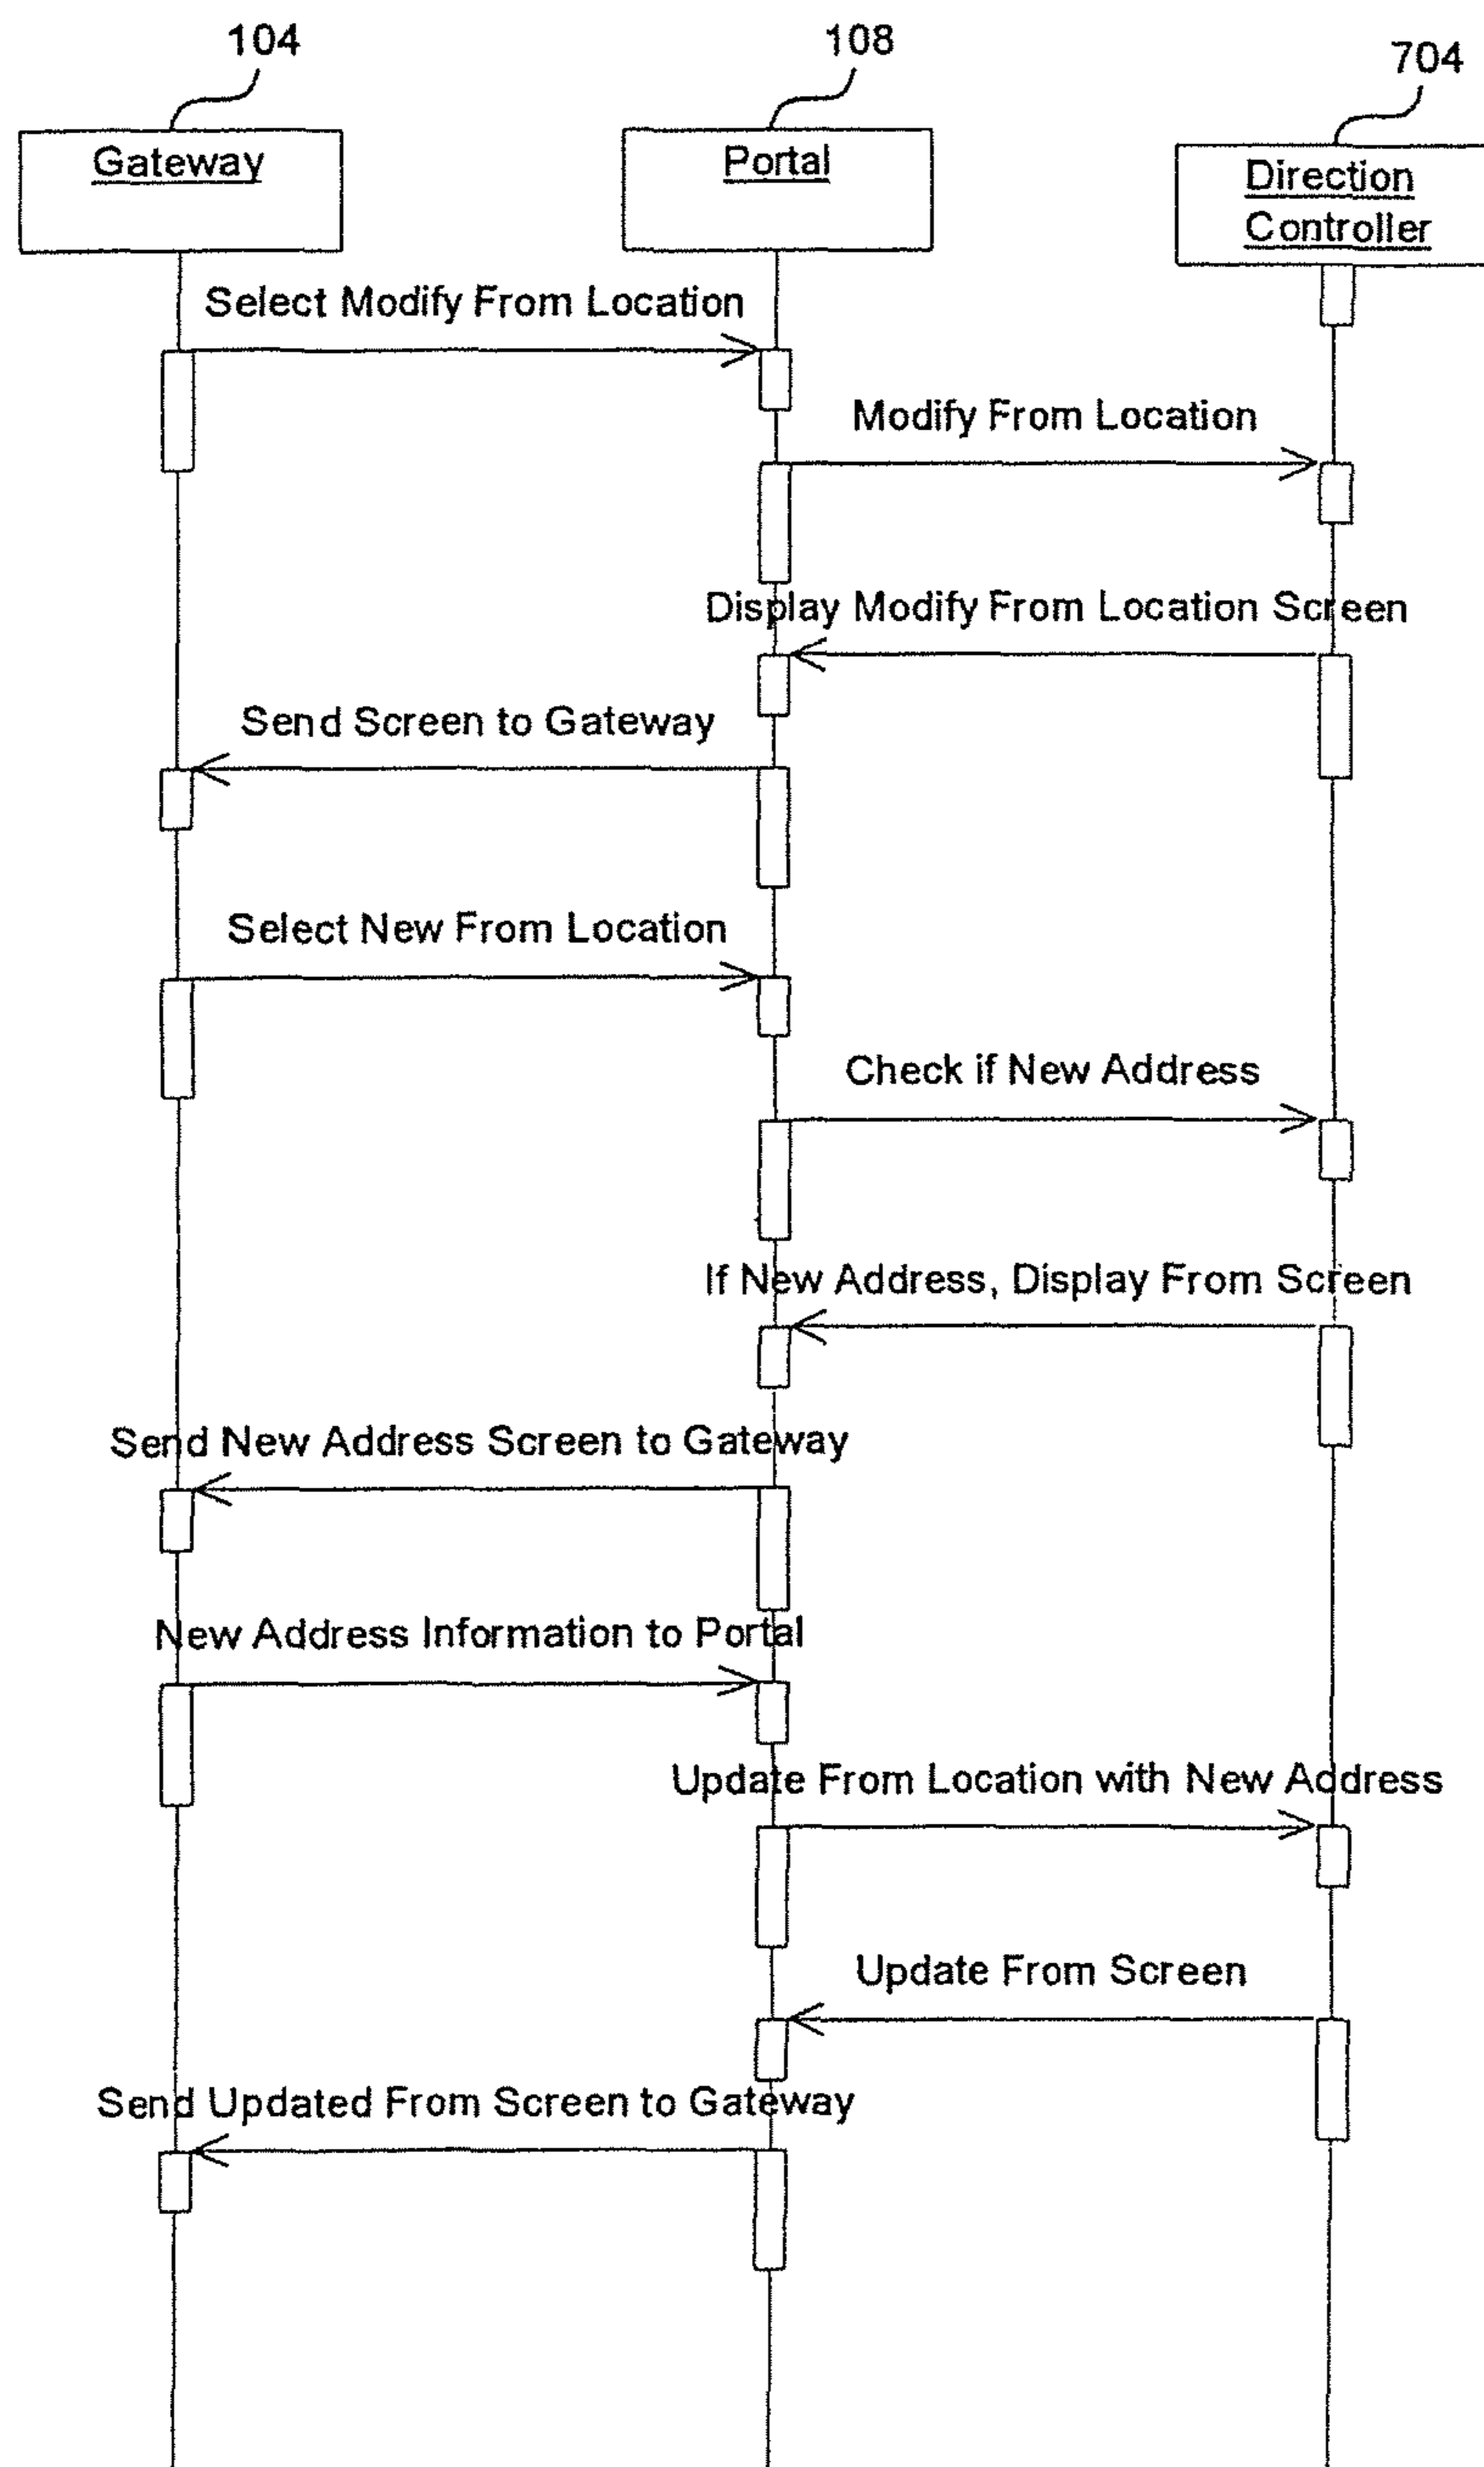 104
108
704
Gateway
Portal
Direction
Controller
Select Modify From Location
Modify From Location
Display Modify From Location Screen
Send Screen to Gateway
Select New From Location
Check if New Address
If New Address, Display From Screen
Send New Address Screen to Gateway
New Address Information to Portal
Update From Location with New Address
Update From Screen
Send Updated From Screen to Gateway